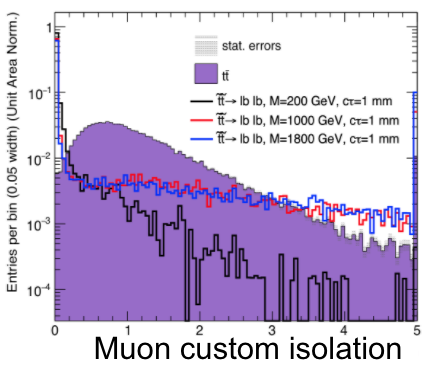 Entries per bin (0.05 width) (Unit Area Norm.)
1
10⁻¹
10⁻²
10⁻³
10⁻⁴
stat. errors
tt̄
t̃t̃̄→ lb lb, M=200 GeV, cτ=1 mm
t̃t̃̄→ lb lb, M=1000 GeV, cτ=1 mm
t̃t̃̄→ lb lb, M=1800 GeV, cτ=1 mm
0 1 2 3 4 5
Muon custom isolation